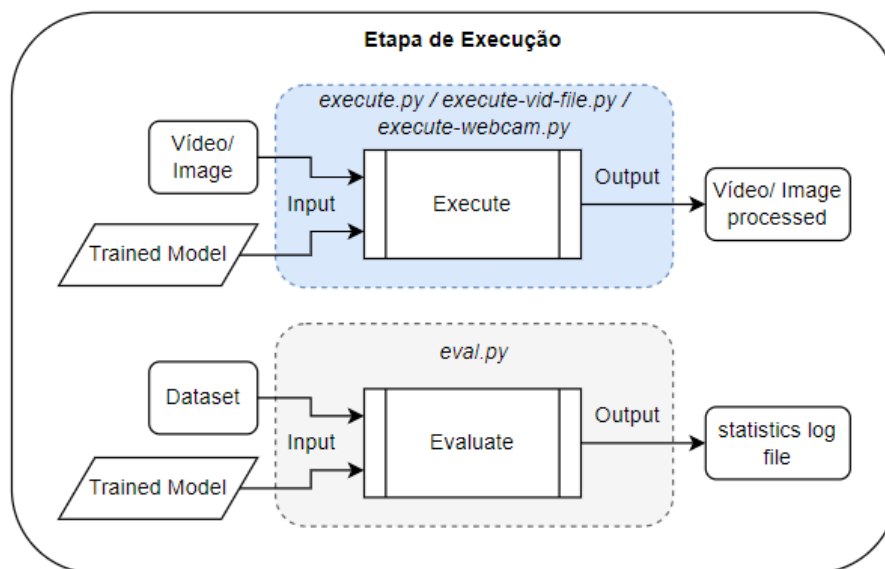 Etapa de Execução
execute.py / execute-vid-file.py /
execute-webcam.py
Vídeo/
Image
Input
Trained Model
Execute
Output
Vídeo/ Image
processed
eval.py
Dataset
Input
Trained Model
Evaluate
Output
statistics log
file